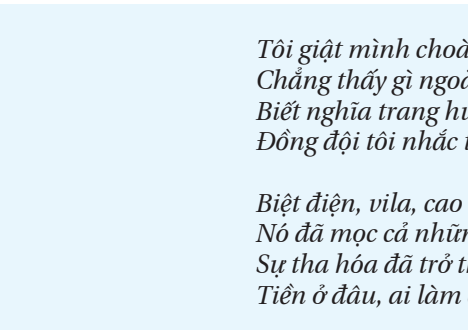 Tôi giật mình
Chẳng thấy gì
Biết nghĩa trang
Đồng đội tôi nhắc
Biệt điện, vila, cao
Nó đã mọc cả
Sự tha hóa đã trở
Tiền ở đâu, ai làm